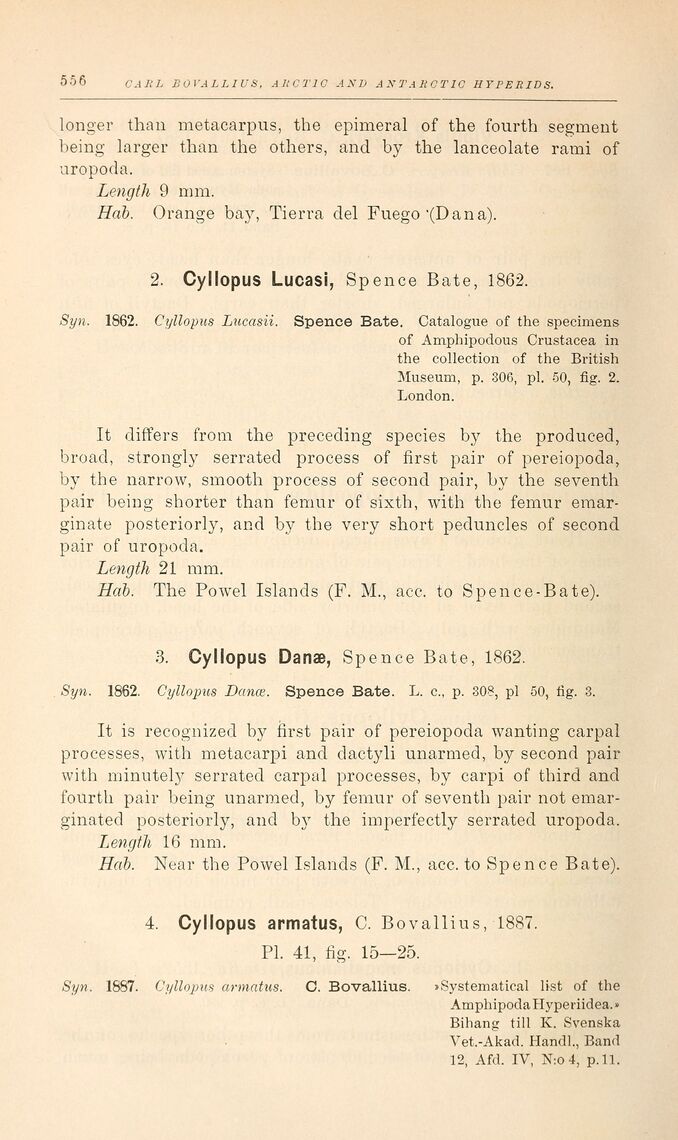 556 CARL BOVALLIUS, ARCTIC AND ANTARCTIC HYPERIDS.
longer than metacarpus, the epimeral of the fourth segment
being larger than the others, and by the lanceolate rami of
uropoda.
Length 9 mm.
Hab. Orange bay, Tierra del Fuego (Dana).
2. Cyllopus Lucasi, Spence Bate, 1862.
Syn. 1862. Cyllopus Lucasii. Spence Bate. Catalogue of the specimens
of Amphipodous Crustacea in
the collection of the British
Museum, p. 306, pl. 50, fig. 2.
London.
It differs from the preceding species by the produced,
broad, strongly serrated process of first pair of pereiopoda,
by the narrow, smooth process of second pair, by the seventh
pair being shorter than femur of sixth, with the femur emar-
ginate posteriorly, and by the very short peduncles of second
pair of uropoda.
Length 21 mm.
Hab. The Powel Islands (F. M., acc. to Spence-Bate).
3. Cyllopus Danæ, Spence Bate, 1862.
Syn. 1862. Cyllopus Danæ. Spence Bate. L. c., p. 308, pl 50, fig. 3.
It is recognized by first pair of pereiopoda wanting carpal
processes, with metacarpi and dactyli unarmed, by second pair
with minutely serrated carpal processes, by carpi of third and
fourth pair being unarmed, by femur of seventh pair not emar-
ginated posteriorly, and by the imperfectly serrated uropoda.
Length 16 mm.
Hab. Near the Powel Islands (F. M., acc. to Spence Bate).
4. Cyllopus armatus, C. Bovallius, 1887.
Pl. 41, fig. 15—25.
Syn. 1887. Cyllopus armatus. C. Bovallius. »Systematical list of the
Amphipoda Hyperiidea.»
Bihang till K. Svenska
Vet.-Akad. Handl., Band
12, Afd. IV, N:o 4, p. 11.